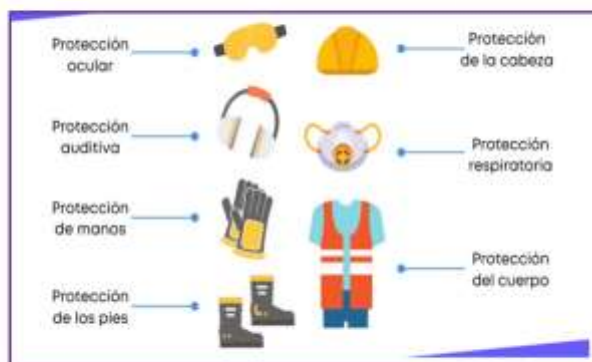 Protección
ocular
Protección
de la cabeza
Protección
auditiva
Protección
respiratoria
Protección
de manos
Protección
del cuerpo
Protección
de los pies